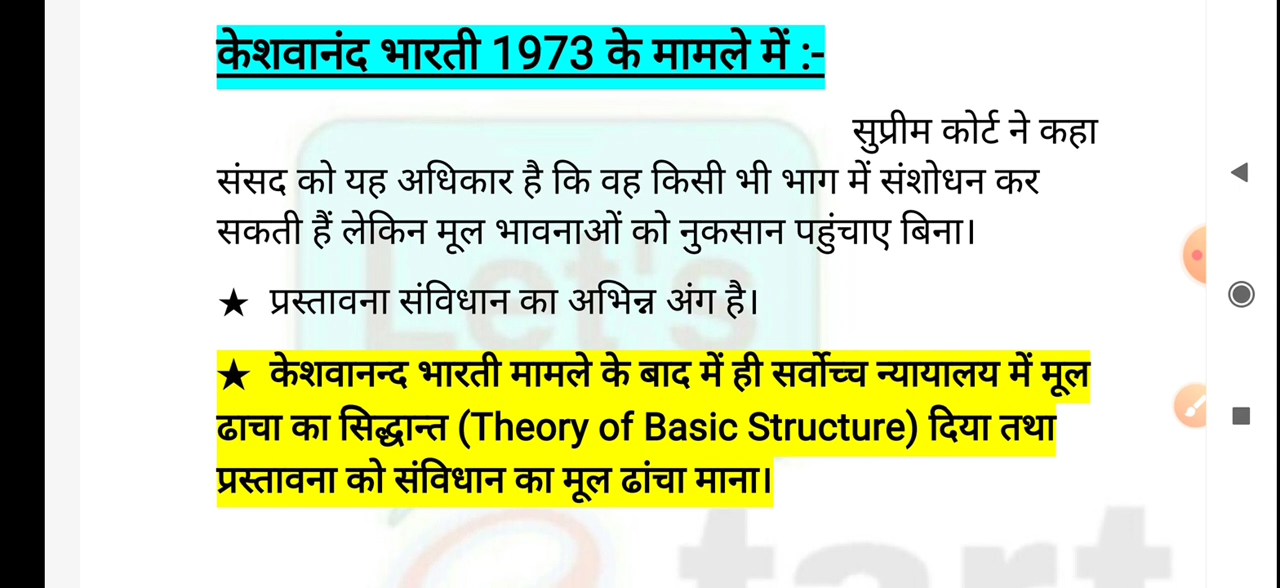 केशवानंद भारती 1973 के मामले में :-
सुप्रीम कोर्ट ने कहा
संसद को यह अधिकार है कि वह किसी भी भाग में संशोधन कर
सकती हैं लेकिन मूल भावनाओं को नुकसान पहुंचाए बिना।
★ प्रस्तावना संविधान का अभिन्न अंग है।
★ केशवानन्द भारती मामले के बाद में ही सर्वोच्च न्यायालय में मूल
ढाचा का सिद्धान्त (Theory of Basic Structure) दिया तथा
प्रस्तावना को संविधान का मूल ढांचा माना।
Let's